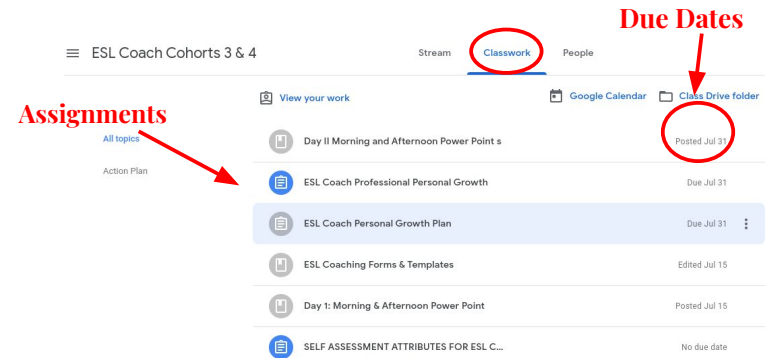 Due Dates
ESL Coach Cohorts 3 & 4
Stream Classwork People
View your work Google Calendar Class Drive folder
Assignments
All topics
Action Plan
Day II Morning and Afternoon Power Point s Posted Jul 31
ESL Coach Professional Personal Growth Due Jul 31
ESL Coach Personal Growth Plan Due Jul 31
ESL Coaching Forms & Templates Edited Jul 15
Day 1: Morning & Afternoon Power Point Posted Jul 15
SELF ASSESSMENT ATTRIBUTES FOR ESL C... No due date